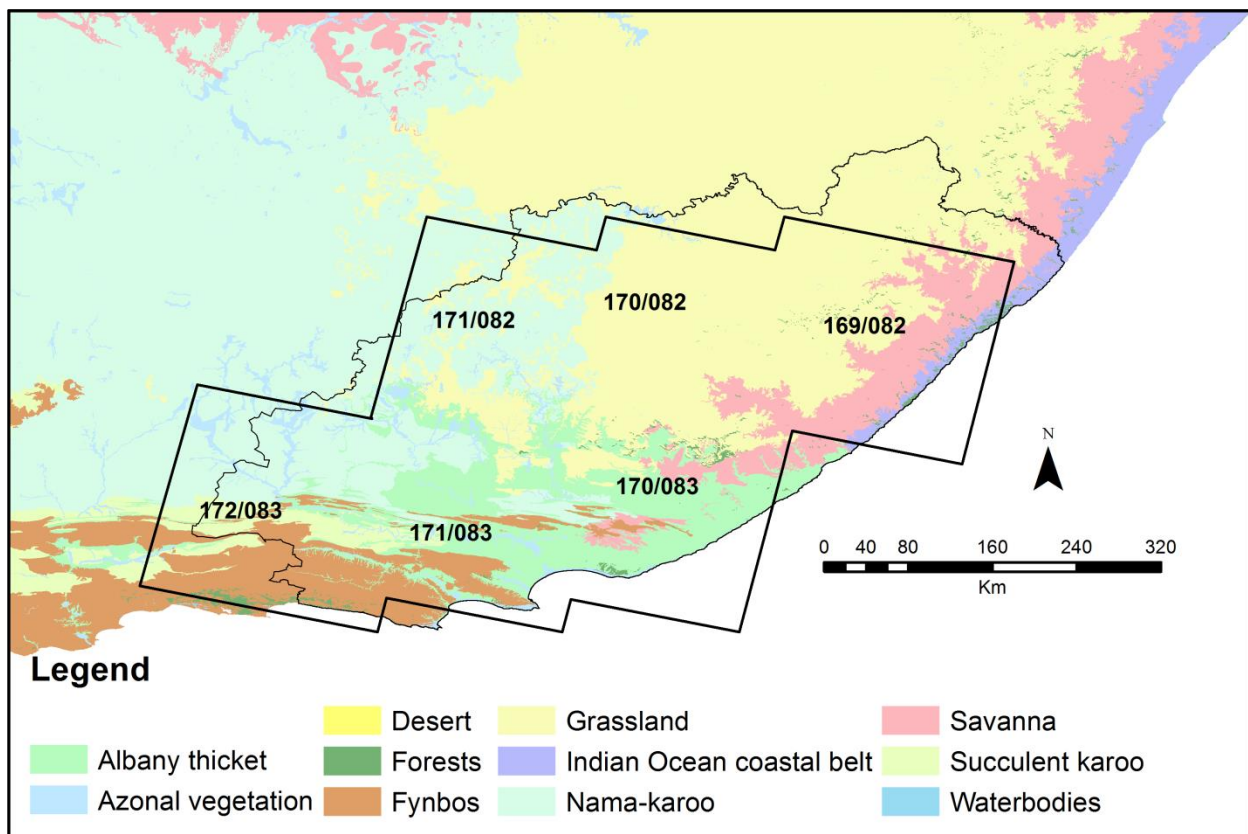 171/082
170/082
169/082
172/083
171/083
170/083
N
0 20 40 80 160 240 320
Km
Legend
Desert Grassland Savanna
Albany thicket Forests Indian Ocean coastal belt Succulent karoo
Azonal vegetation Fynbos Nama-karoo Waterbodies